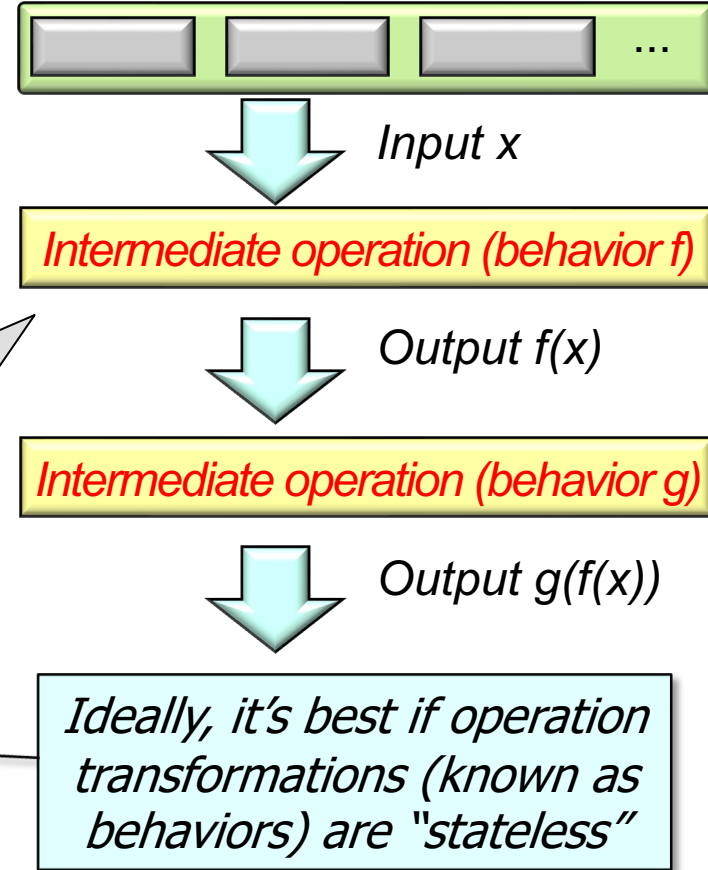 ...
Input x
Intermediate operation (behavior f)
Output f(x)
Intermediate operation (behavior g)
Output g(f(x))
Ideally, it's best if operation
transformations (known as
behaviors) are "stateless"